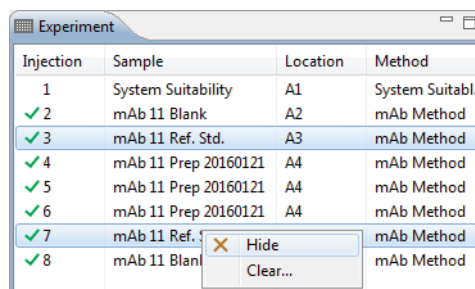 Experiment
Injection Sample Location Method
1 System Suitability A1 System Suitabl.
2 mAb 11 Blank A2 mAb Method
3 mAb 11 Ref. Std. A3 mAb Method
4 mAb 11 Prep 20160121 A4 mAb Method
5 mAb 11 Prep 20160121 A4 mAb Method
6 mAb 11 Prep 20160121 A4 mAb Method
7 mAb 11 Ref. mAb Method
Hide
8 mAb 11 Blan mAb Method
Clear...